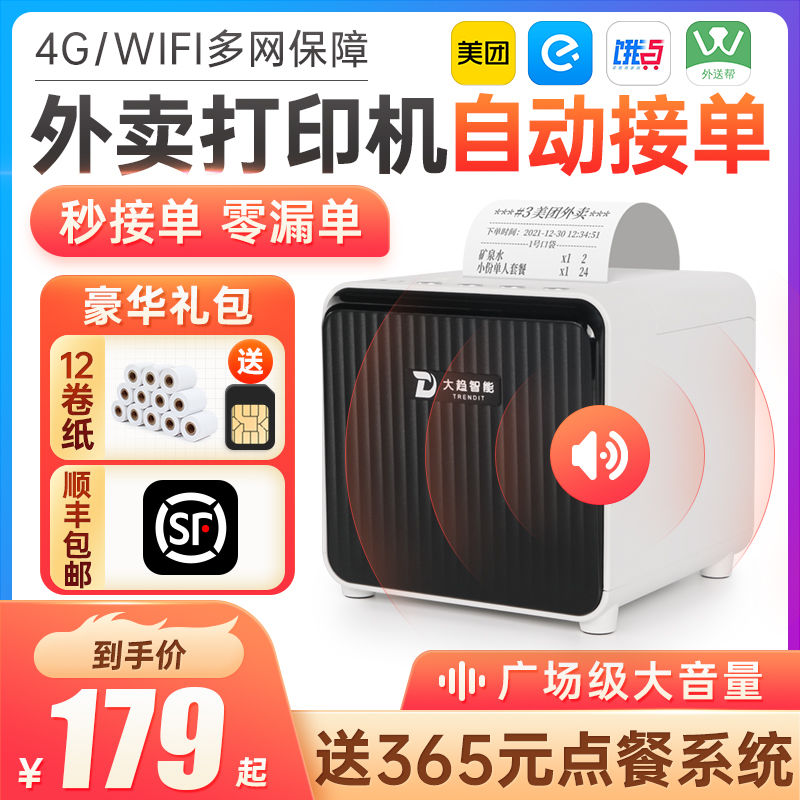 4G/WIFI多网保障
美团
饿点
外送帮
外卖打印机自动接单
秒接单 零漏单
***#3美团外卖***
下单时间：2021-12-30 12:34:51
1号口袋
矿泉水 x1 2
小份单人套餐 x1 24
豪华礼包
12卷纸
送
大趋智能
TRENDIT
顺丰包邮
SF
到手价
¥179起
广场级大音量
送365元点餐系统